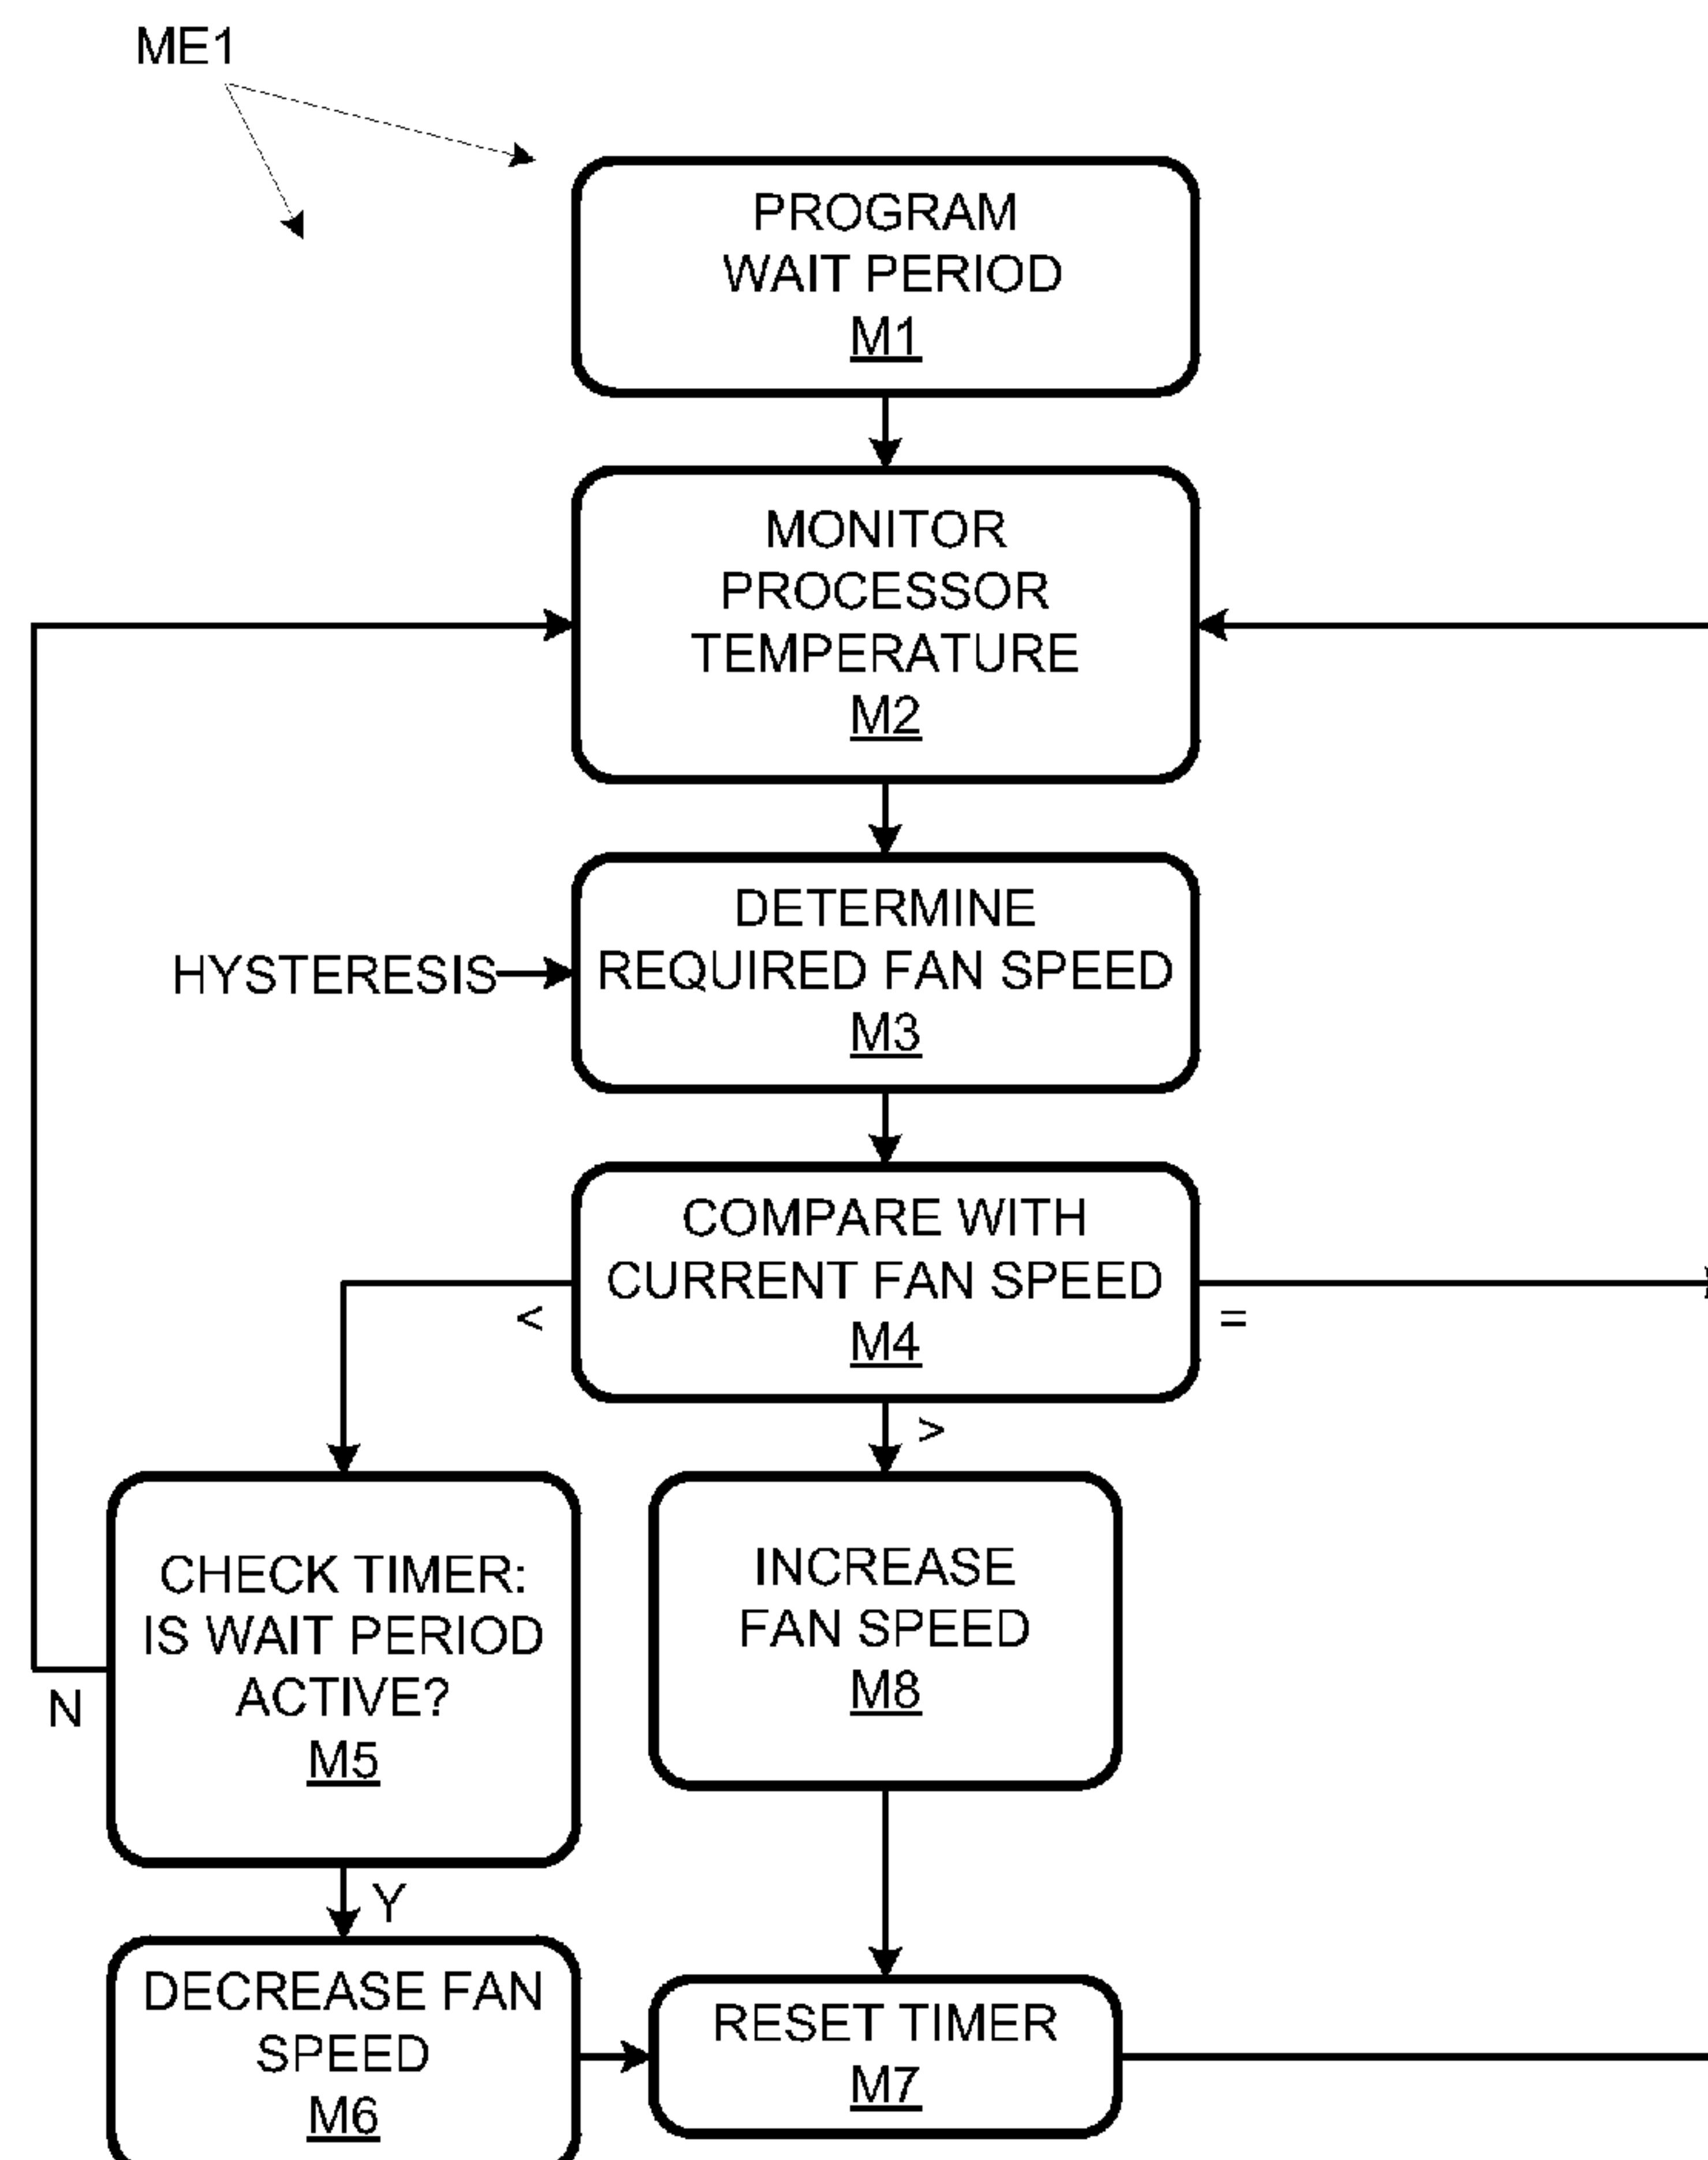 ME1
PROGRAM
WAIT PERIOD
M1
MONITOR
PROCESSOR
TEMPERATURE
M2
HYSTERESIS
DETERMINE
REQUIRED FAN SPEED
M3
COMPARE WITH
CURRENT FAN SPEED
M4
<
=
>
CHECK TIMER:
IS WAIT PERIOD
ACTIVE?
M5
N
Y
INCREASE
FAN SPEED
M8
DECREASE FAN
SPEED
M6
RESET TIMER
M7